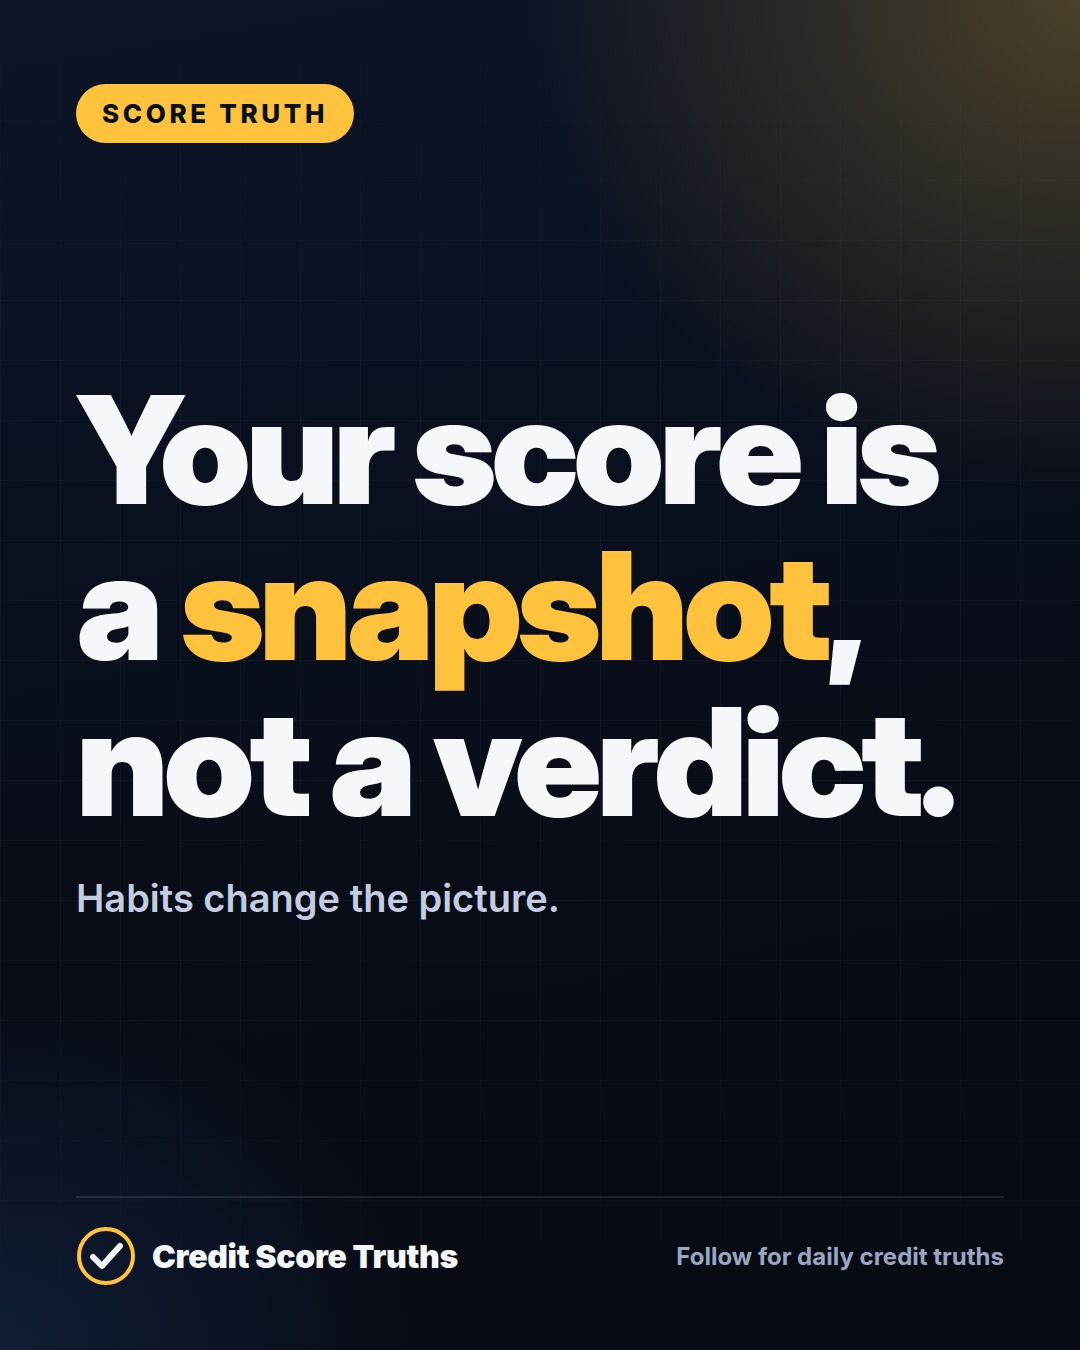 SCORE TRUTH
Your score is
a snapshot,
not a verdict.
Habits change the picture.
Credit Score Truths
Follow for daily credit truths